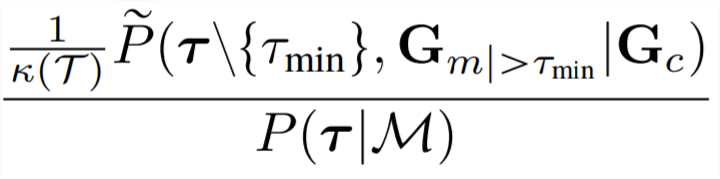 \frac{\frac{1}{\kappa(\mathcal{T})} \widetilde{P}(\boldsymbol{\tau} \backslash \{\tau_{\min}\}, \mathbf{G}_{m|>\tau_{\min}} | \mathbf{G}_c)}{P(\boldsymbol{\tau} | \mathcal{M})}